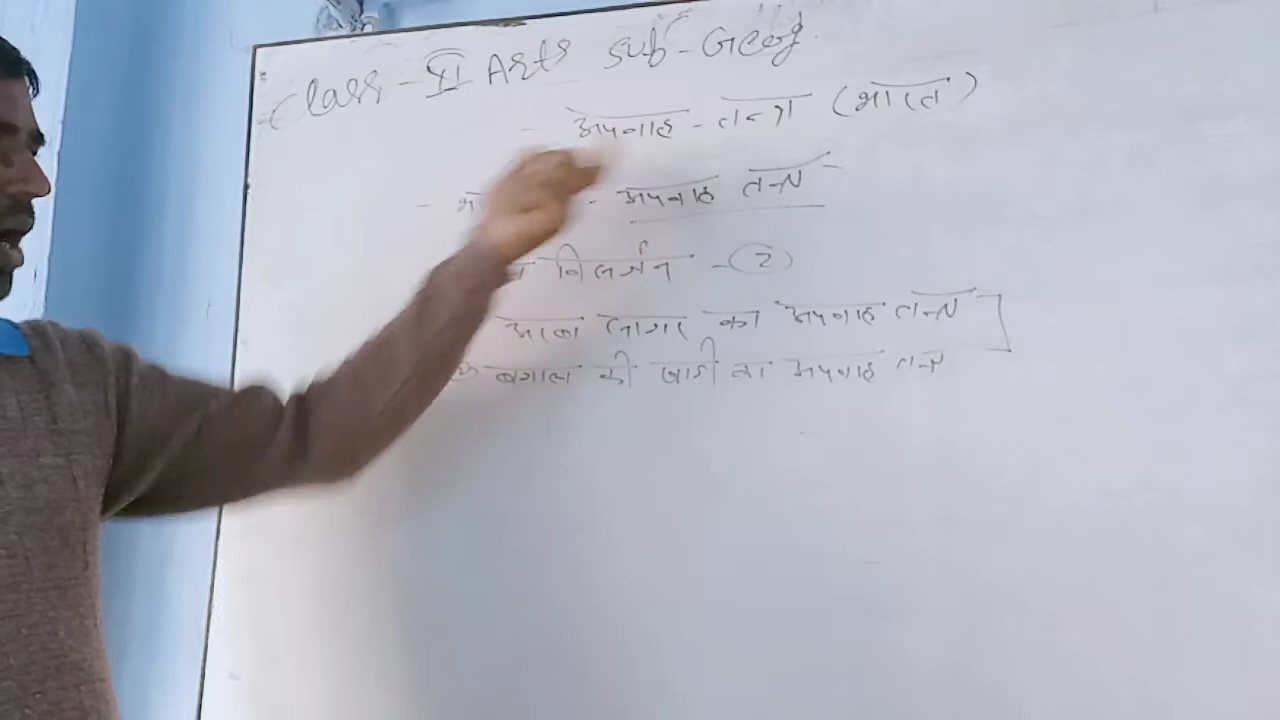 Class - XI Arts Sub - Geog.
- अपवाह - तन्त्र (भारत)
- अपवाह तन्त्र -
विसर्जन - 2
अरब सागर का अपवाह तन्त्र
बंगाल की खाड़ी का अपवाह तन्त्र